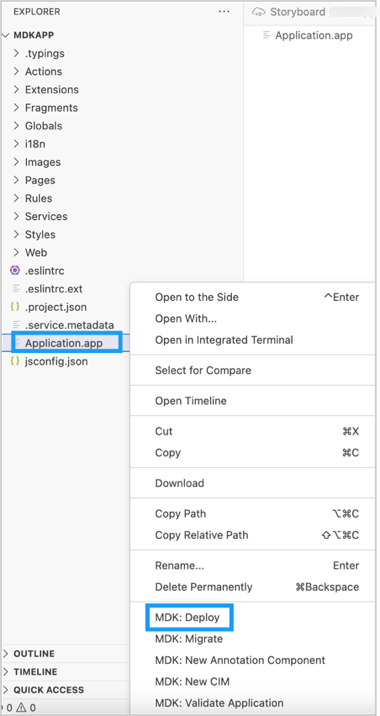 EXPLORER
···
Storyboard
MDKAPP
Application.app
.typings
Actions
Extensions
Fragments
Globals
i18n
Images
Pages
Rules
Services
Styles
Web
.eslintrc
.eslintrc.ext
{} .project.json
.service.metadata
Application.app
{} jsconfig.json
Open to the Side ^Enter
Open With...
Open in Integrated Terminal
Select for Compare
Open Timeline
Cut ⌘X
Copy ⌘C
Download
Copy Path ⌥⌘C
Copy Relative Path ⇧⌥⌘C
Rename... Enter
Delete Permanently ⌘Backspace
MDK: Deploy
MDK: Migrate
MDK: New Annotation Component
MDK: New CIM
MDK: Validate Application
OUTLINE
TIMELINE
QUICK ACCESS
0 0